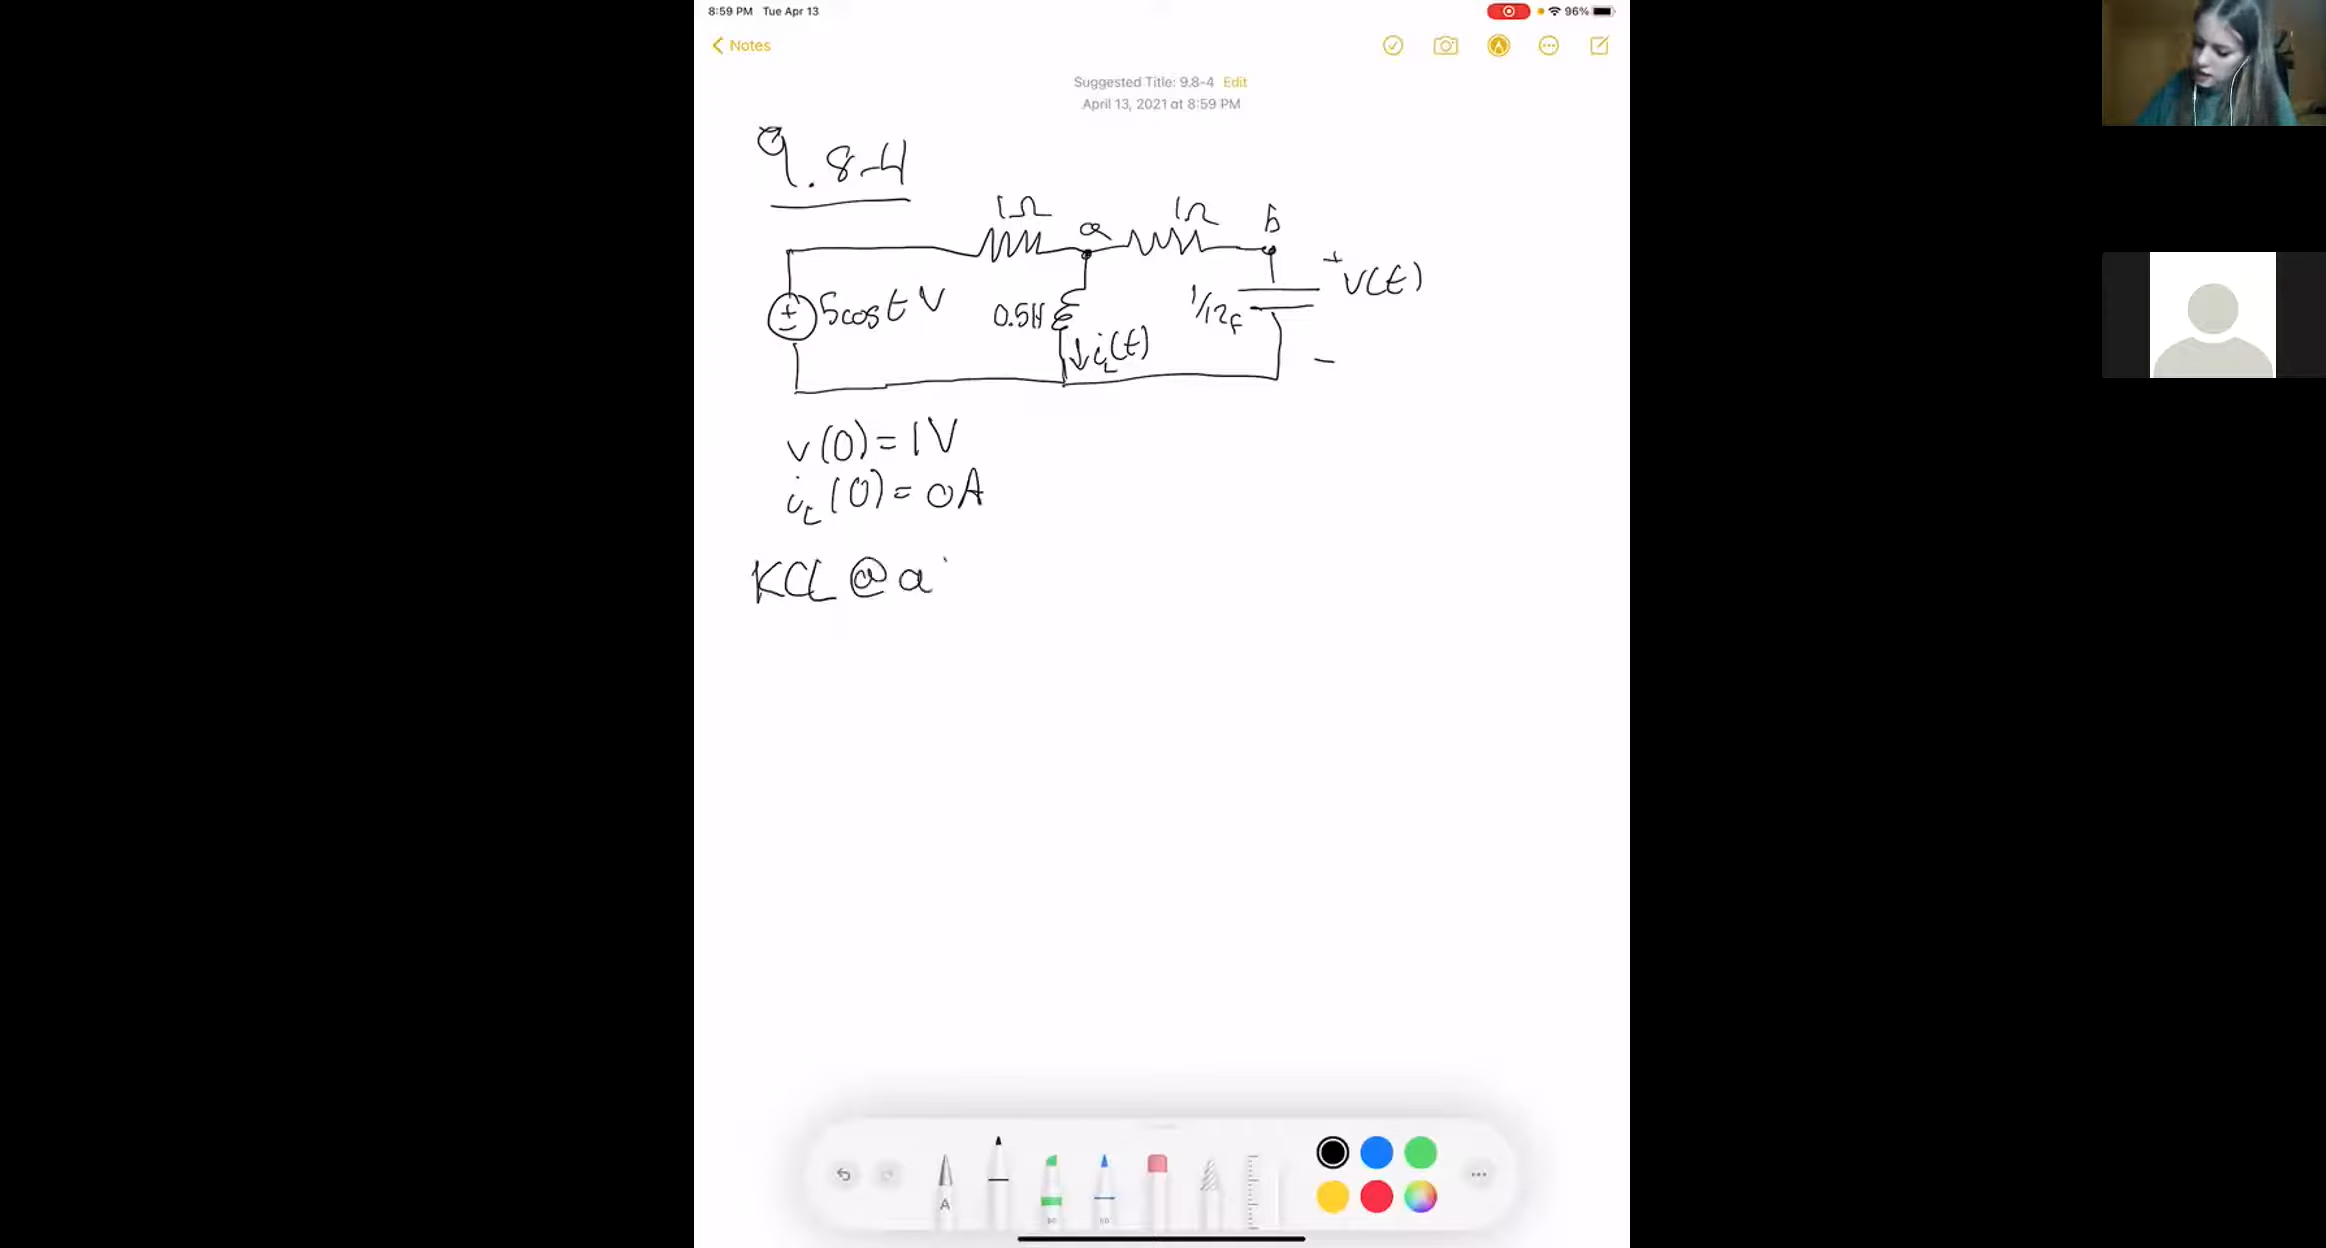 8:59 PM Tue Apr 13
96%
Notes
Suggested Title: 9.8-4 Edit
April 13, 2021 at 8:59 PM
9.8-4
1Ω 1Ω
a b
+
5cost V 0.5H 1/12F v(t)
↓i_L(t)
−
v(0)=1V
i_L(0)=0A
KCL @ a
A
50 50